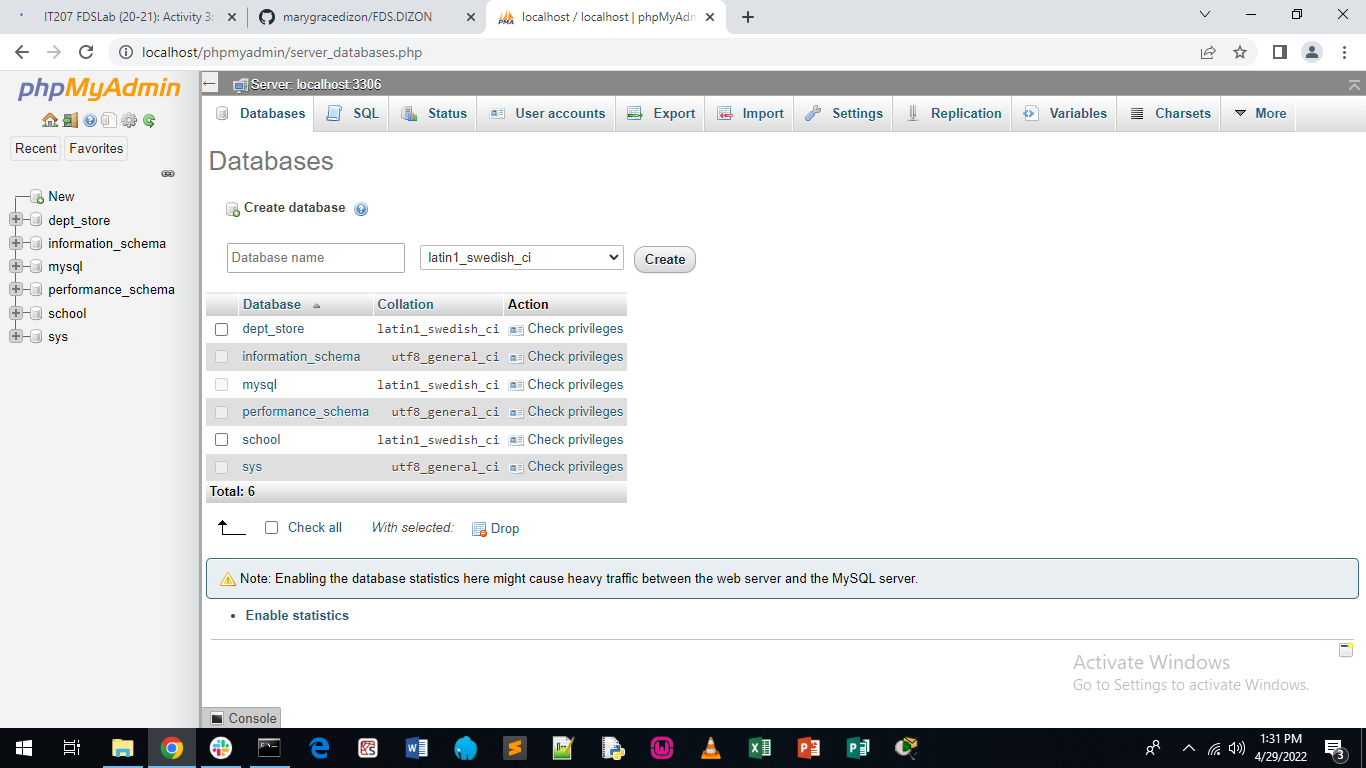 IT207 FDSLab (20-21): Activity 3:
marygracedizon/FDS.DIZON
localhost / localhost | phpMyAdm
localhost/phpmyadmin/server_databases.php
phpMyAdmin
Recent
Favorites
New
dept_store
information_schema
mysql
performance_schema
school
sys
Server: localhost:3306
Databases
SQL
Status
User accounts
Export
Import
Settings
Replication
Variables
Charsets
More
Databases
Create database
Database name
latin1_swedish_ci
Create
Database Collation Action
dept_store latin1_swedish_ci Check privileges
information_schema utf8_general_ci Check privileges
mysql latin1_swedish_ci Check privileges
performance_schema utf8_general_ci Check privileges
school latin1_swedish_ci Check privileges
sys utf8_general_ci Check privileges
Total: 6
Check all With selected: Drop
Note: Enabling the database statistics here might cause heavy traffic between the web server and the MySQL server.
Enable statistics
Activate Windows
Go to Settings to activate Windows.
Console
1:31 PM
4/29/2022
3